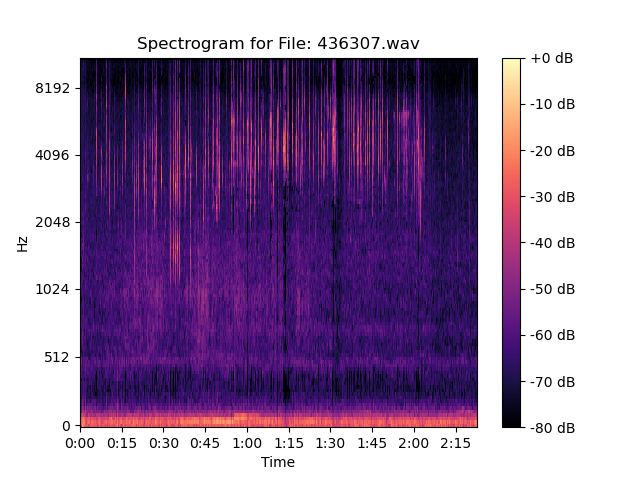 Spectrogram for File: 436307.wav
+0 dB
8192
-10 dB
4096
-20 dB
-30 dB
2048
Hz
-40 dB
1024
-50 dB
512
-60 dB
-70 dB
0
-80 dB
0:00 0:15 0:30 0:45 1:00 1:15 1:30 1:45 2:00 2:15
Time